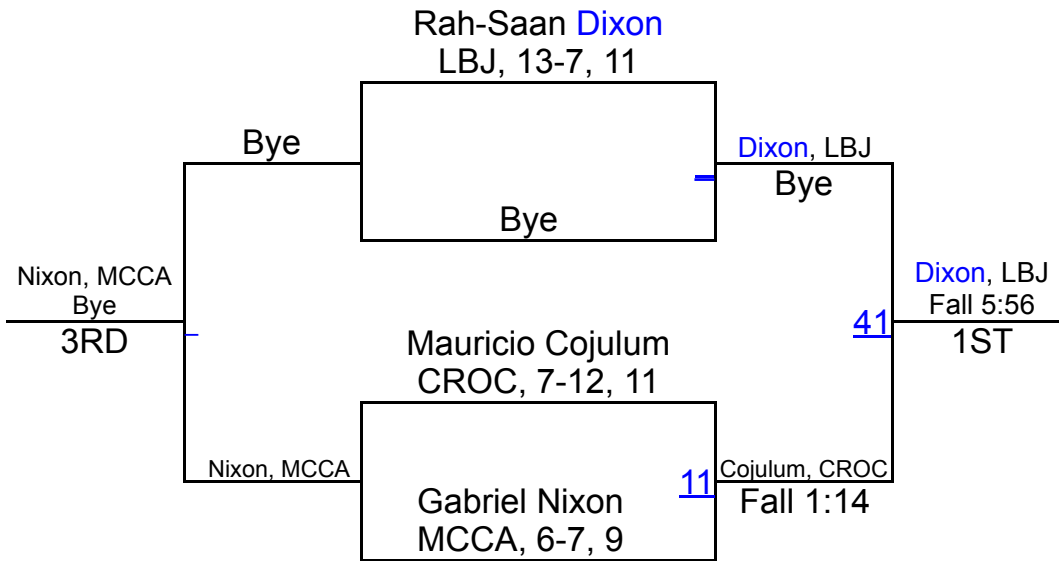 Rah-Saan Dixon
LBJ, 13-7, 11
Bye
Dixon, LBJ
Bye
Bye
Nixon, MCCA
Bye
3RD
Dixon, LBJ
Fall 5:56
1ST
41
Mauricio Cojulum
CROC, 7-12, 11
Nixon, MCCA
Cojulum, CROC
Fall 1:14
11
Gabriel Nixon
MCCA, 6-7, 9